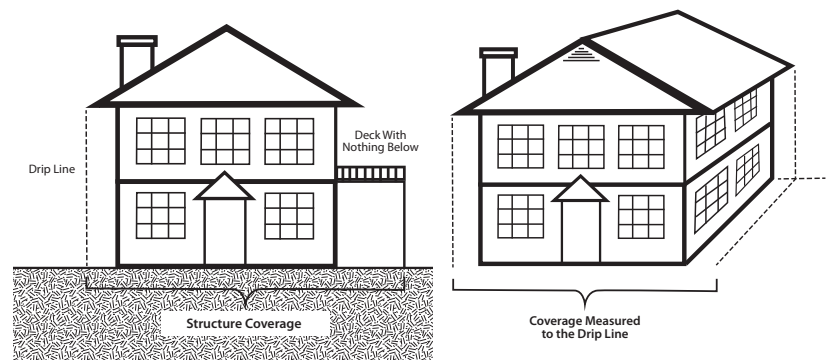 Deck With
Nothing Below
Drip Line
Structure Coverage
Coverage Measured
to the Drip Line